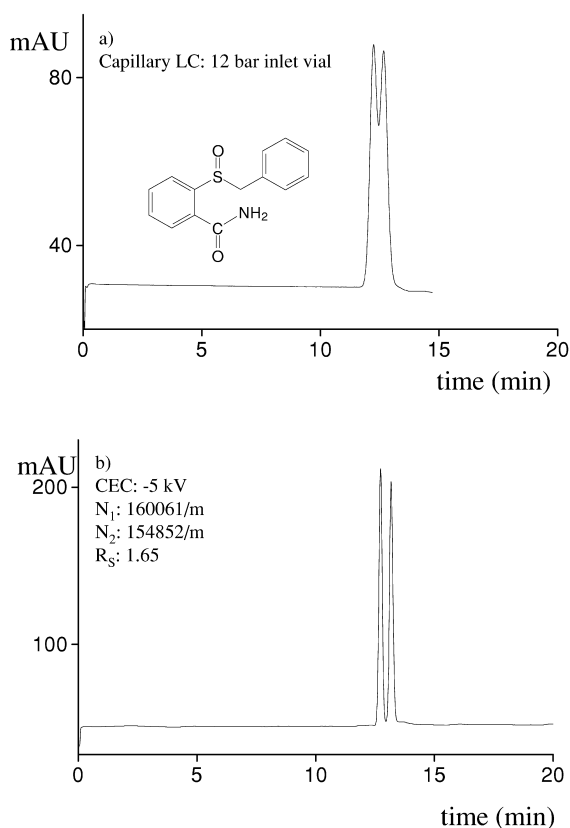 mAU
a)
Capillary LC: 12 bar inlet vial
80
O
S
C
NH₂
O
40
0 5 10 15 20
time (min)
mAU
b)
CEC: -5 kV
N₁: 160061/m
N₂: 154852/m
R_S: 1.65
200
100
0 5 10 15 20
time (min)